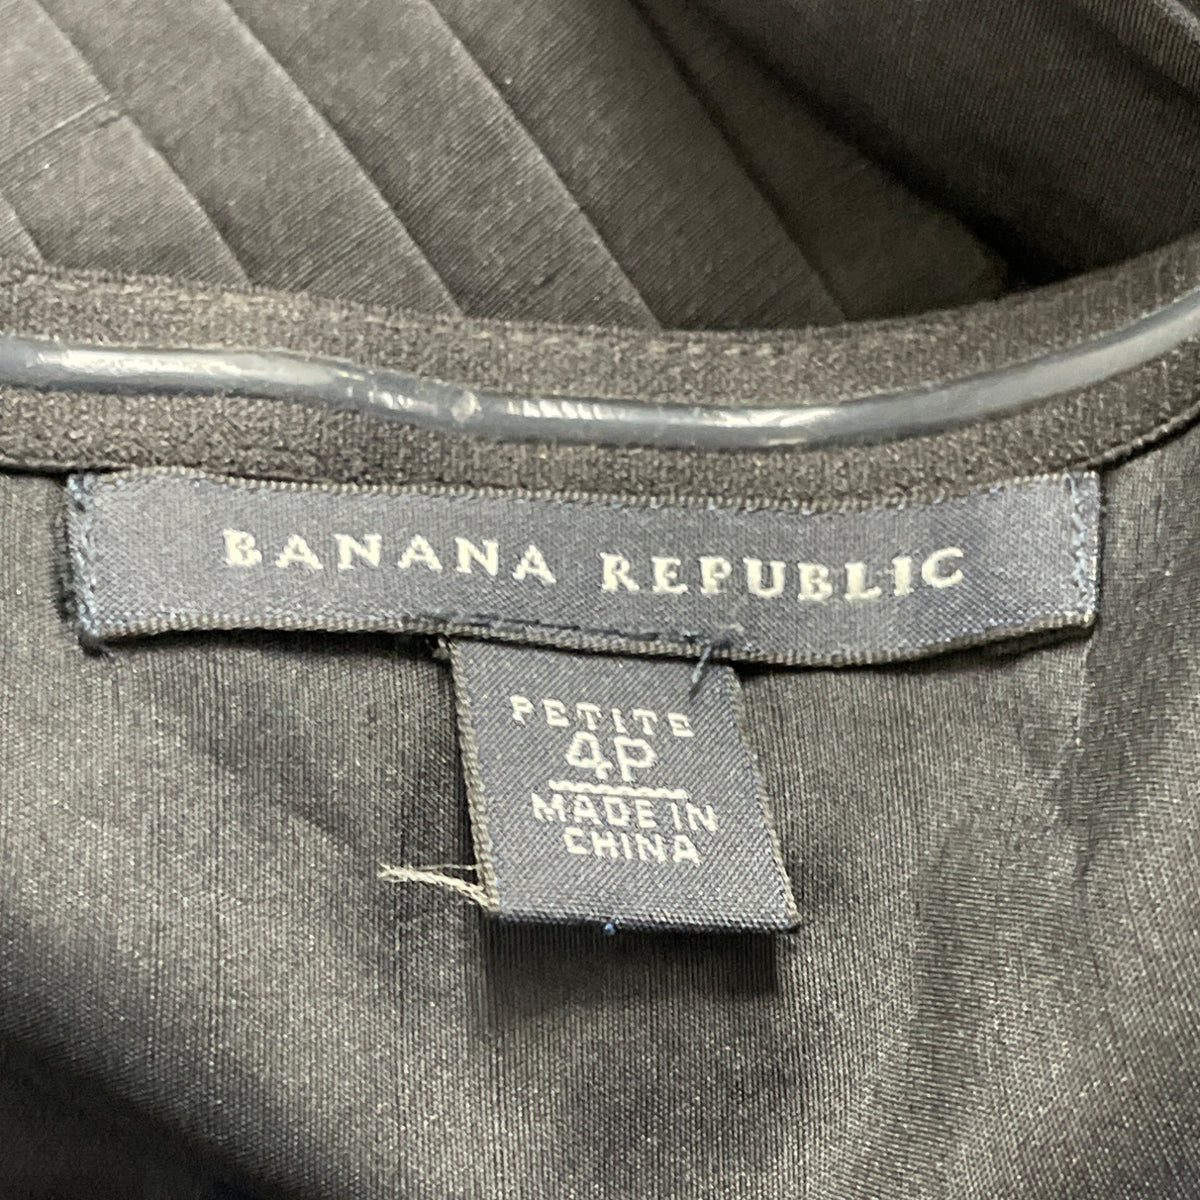 BANANA REPUBLIC
PETITE
4P
MADE IN
CHINA